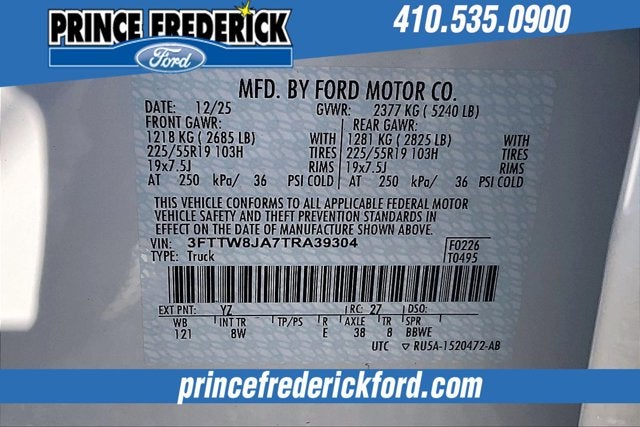 PRINCE FREDERICK
Ford
410.535.0900
MFD. BY FORD MOTOR CO.
DATE: 12/25 GVWR: 2377 KG ( 5240 LB)
FRONT GAWR: REAR GAWR:
1218 KG ( 2685 LB) WITH 1281 KG ( 2825 LB) WITH
225/55R19 103H TIRES 225/55R19 103H TIRES
19x7.5J RIMS 19x7.5J RIMS
AT 250 kPa/ 36 PSI COLD AT 250 kPa/ 36 PSI COLD
THIS VEHICLE CONFORMS TO ALL APPLICABLE FEDERAL MOTOR
VEHICLE SAFETY AND THEFT PREVENTION STANDARDS IN
EFFECT ON THE DATE OF MANUFACTURE SHOWN ABOVE.
VIN: 3FTTW8JA7TRA39304 F0226
TYPE: Truck T0495
EXT PNT: YZ RC: 27 DSO:
WB INT TR TP/PS R AXLE TR SPR
121 8W E 38 8 BBWE
UTC ▽ RU5A-1520472-AB
princefrederickford.com